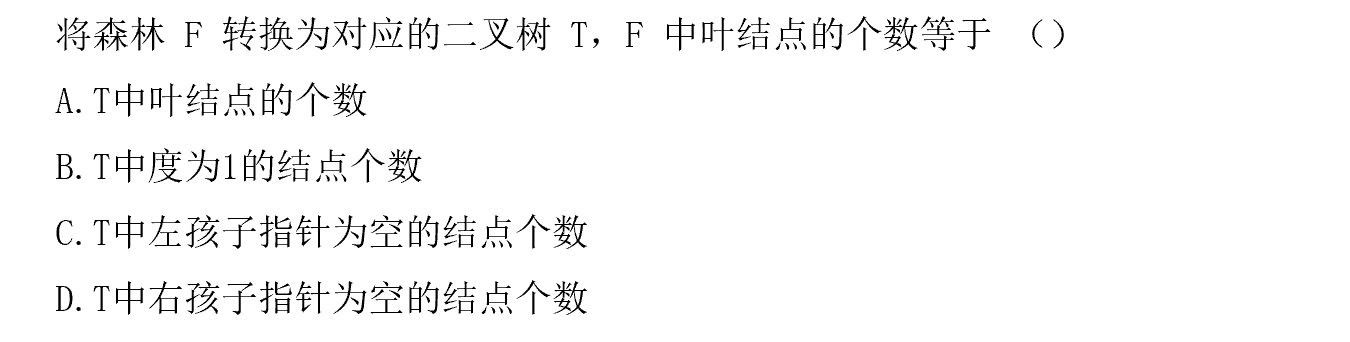 将森林 F 转换为对应的二叉树 T，F 中叶结点的个数等于 （）
A.T中叶结点的个数
B.T中度为1的结点个数
C.T中左孩子指针为空的结点个数
D.T中右孩子指针为空的结点个数